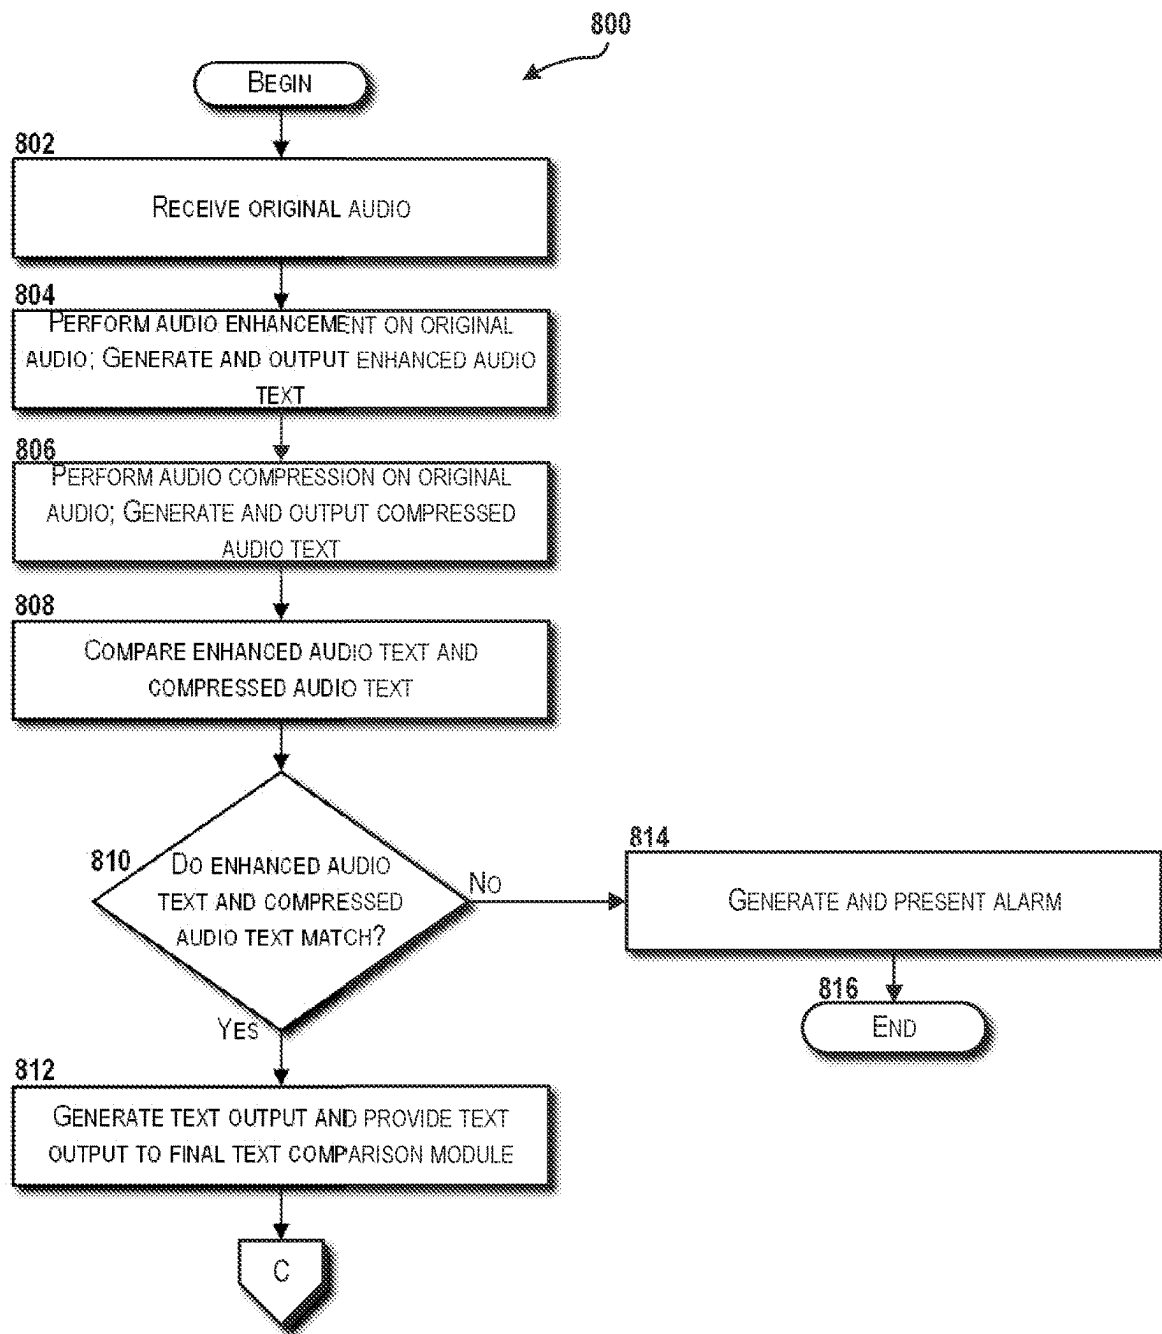 800
BEGIN
802
RECEIVE ORIGINAL AUDIO
804
PERFORM AUDIO ENHANCEMENT ON ORIGINAL
AUDIO; GENERATE AND OUTPUT ENHANCED AUDIO
TEXT
806
PERFORM AUDIO COMPRESSION ON ORIGINAL
AUDIO; GENERATE AND OUTPUT COMPRESSED
AUDIO TEXT
808
COMPARE ENHANCED AUDIO TEXT AND
COMPRESSED AUDIO TEXT
810
DO ENHANCED AUDIO
TEXT AND COMPRESSED
AUDIO TEXT MATCH?
NO
814
GENERATE AND PRESENT ALARM
816
END
YES
812
GENERATE TEXT OUTPUT AND PROVIDE TEXT
OUTPUT TO FINAL TEXT COMPARISON MODULE
C